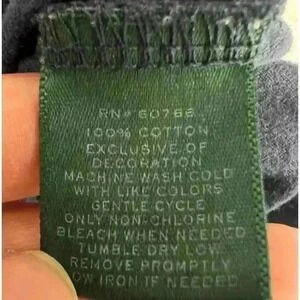 RN# 60766
100% COTTON
EXCLUSIVE OF
DECORATION
MACHINE WASH COLD
WITH LIKE COLORS
GENTLE CYCLE
ONLY NON-CHLORINE
BLEACH WHEN NEEDED
TUMBLE DRY LOW
REMOVE PROMPTLY
LOW IRON IF NEEDED